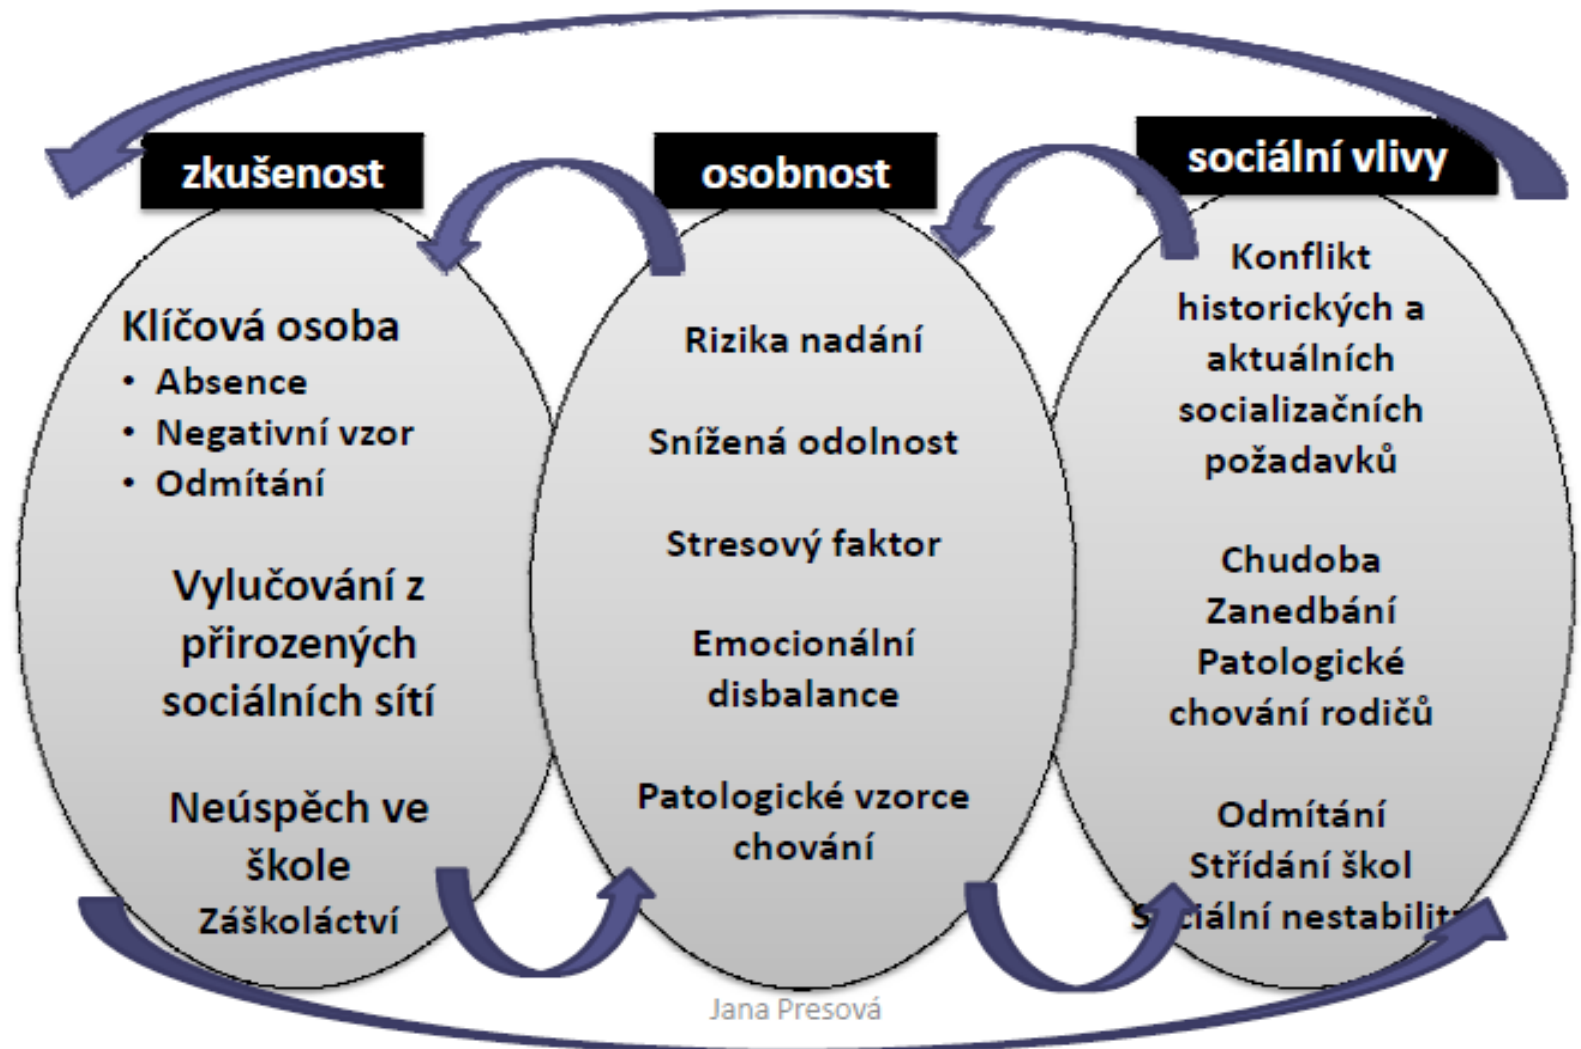 zkušenost
Klíčová osoba
• Absence
• Negativní vzor
• Odmítání
Vylučování z
přirozených
sociálních sítí
Neúspěch ve
škole
Záškoláctví
osobnost
Rizika nadání
Snížená odolnost
Stresový faktor
Emocionální
disbalance
Patologické vzorce
chování
sociální vlivy
Konflikt
historických a
aktuálních
socializačních
požadavků
Chudoba
Zanedbání
Patologické
chování rodičů
Odmítání
Střídání škol
Sociální nestabilita
Jana Presová